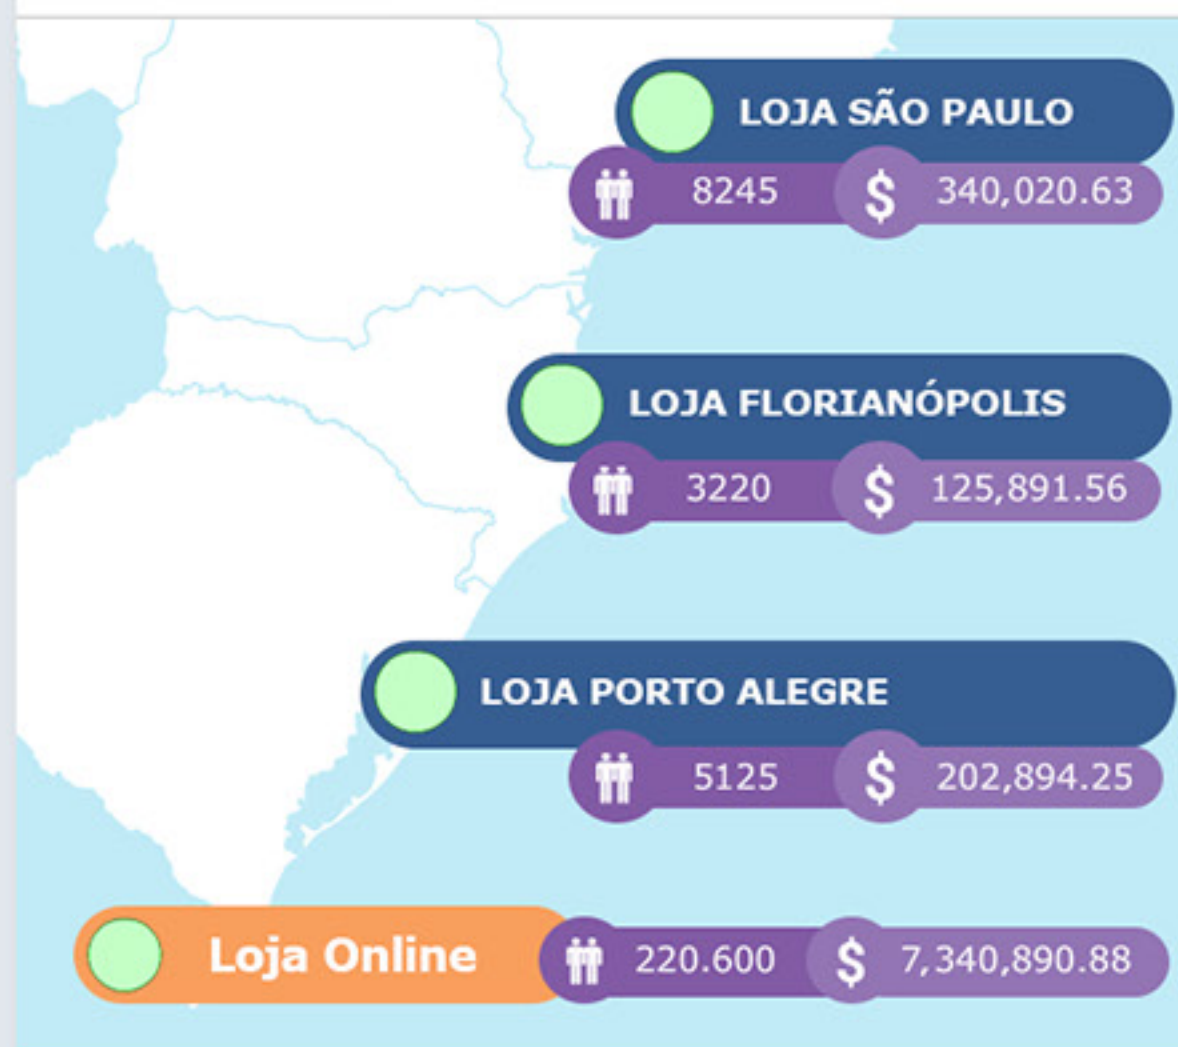 LOJA SÃO PAULO
8245 $ 340,020.63
LOJA FLORIANÓPOLIS
3220 $ 125,891.56
LOJA PORTO ALEGRE
5125 $ 202,894.25
Loja Online 220.600 $ 7,340,890.88